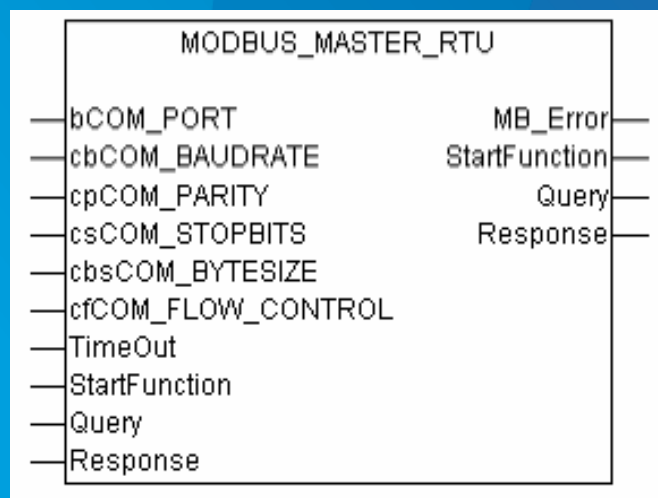 MODBUS_MASTER_RTU
bCOM_PORT MB_Error
cbCOM_BAUDRATE StartFunction
cpCOM_PARITY Query
csCOM_STOPBITS Response
cbsCOM_BYTESIZE
cfCOM_FLOW_CONTROL
TimeOut
StartFunction
Query
Response